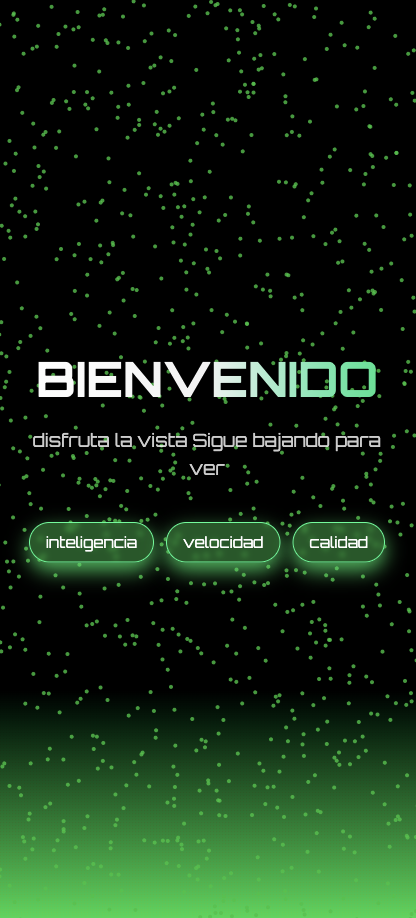 BIENVENIDO
disfruta la vista Sigue bajando para
ver
inteligencia
velocidad
calidad